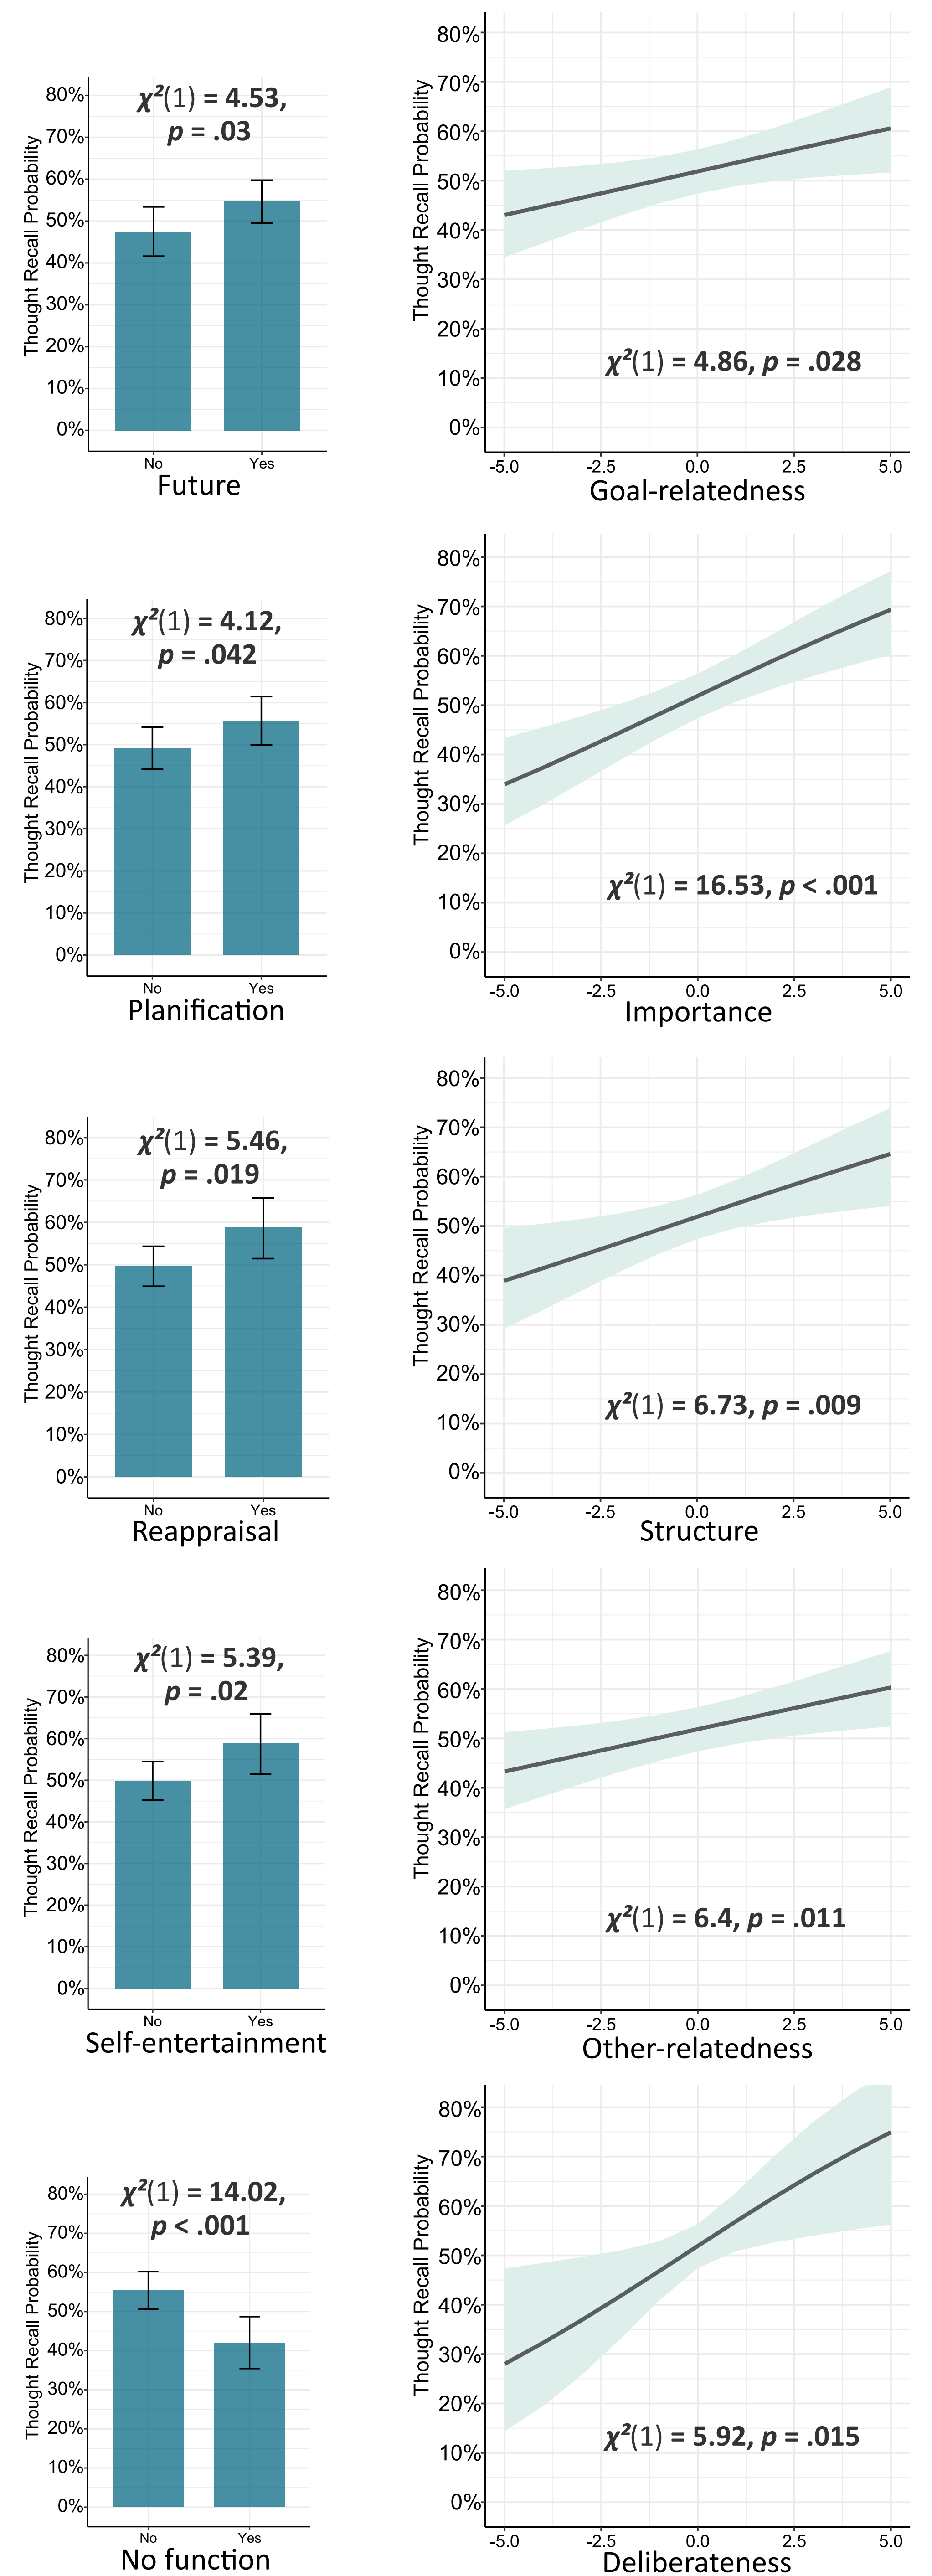 Thought Recall Probability
80%
70%
60%
50%
40%
30%
20%
10%
0%
χ²(1) = 4.53,
p = .03
No Yes
Future
Thought Recall Probability
80%
70%
60%
50%
40%
30%
20%
10%
0%
χ²(1) = 4.86, p = .028
-5.0 -2.5 0.0 2.5 5.0
Goal-relatedness
Thought Recall Probability
80%
70%
60%
50%
40%
30%
20%
10%
0%
χ²(1) = 4.12,
p = .042
No Yes
Planification
Thought Recall Probability
80%
70%
60%
50%
40%
30%
20%
10%
0%
χ²(1) = 16.53, p < .001
-5.0 -2.5 0.0 2.5 5.0
Importance
Thought Recall Probability
80%
70%
60%
50%
40%
30%
20%
10%
0%
χ²(1) = 5.46,
p = .019
No Yes
Reappraisal
Thought Recall Probability
80%
70%
60%
50%
40%
30%
20%
10%
0%
χ²(1) = 6.73, p = .009
-5.0 -2.5 0.0 2.5 5.0
Structure
Thought Recall Probability
80%
70%
60%
50%
40%
30%
20%
10%
0%
χ²(1) = 5.39,
p = .02
No Yes
Self-entertainment
Thought Recall Probability
80%
70%
60%
50%
40%
30%
20%
10%
0%
χ²(1) = 6.4, p = .011
-5.0 -2.5 0.0 2.5 5.0
Other-relatedness
Thought Recall Probability
80%
70%
60%
50%
40%
30%
20%
10%
0%
χ²(1) = 14.02,
p < .001
No Yes
No function
Thought Recall Probability
80%
70%
60%
50%
40%
30%
20%
10%
0%
χ²(1) = 5.92, p = .015
-5.0 -2.5 0.0 2.5 5.0
Deliberateness